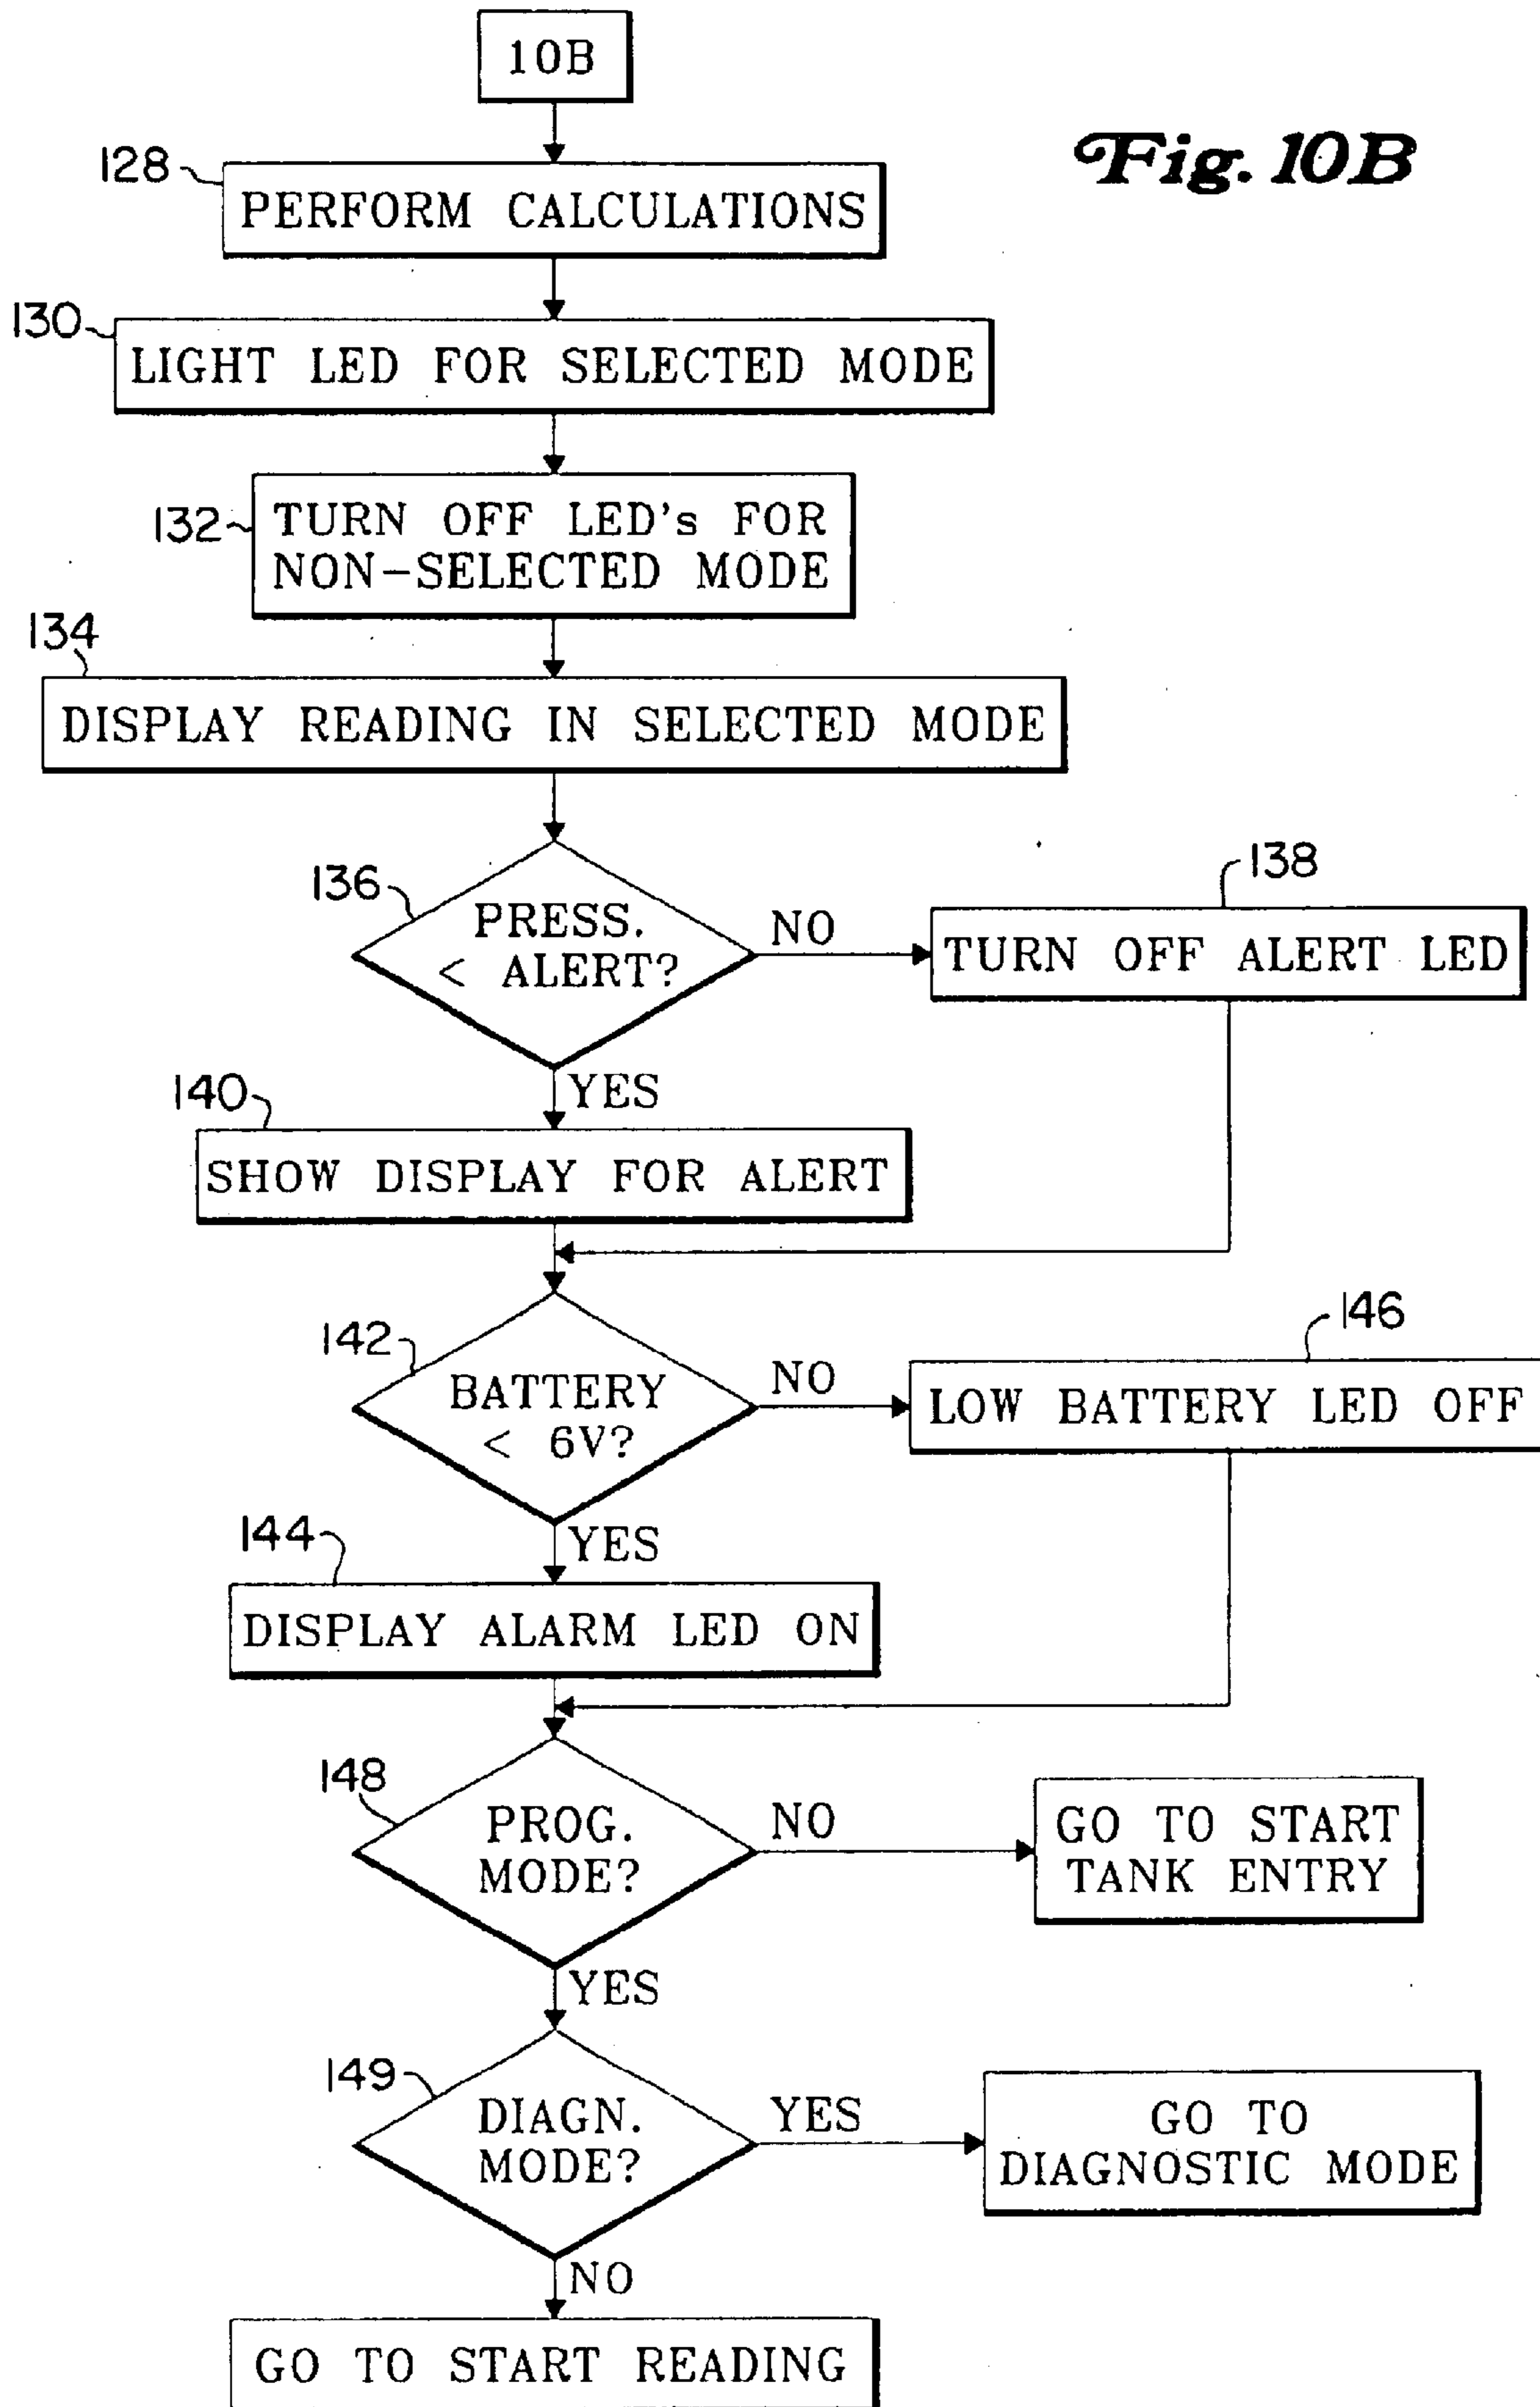 10B
Fig. 10B
128
PERFORM CALCULATIONS
130
LIGHT LED FOR SELECTED MODE
132
TURN OFF LED's FOR
NON-SELECTED MODE
134
DISPLAY READING IN SELECTED MODE
136
PRESS.
< ALERT?
NO
138
TURN OFF ALERT LED
YES
140
SHOW DISPLAY FOR ALERT
142
BATTERY
< 6V?
NO
146
LOW BATTERY LED OFF
YES
144
DISPLAY ALARM LED ON
148
PROG.
MODE?
NO
GO TO START
TANK ENTRY
YES
149
DIAGN.
MODE?
YES
GO TO
DIAGNOSTIC MODE
NO
GO TO START READING